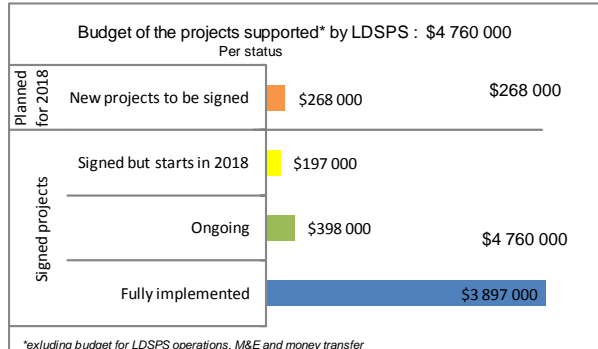 Budget of the projects supported* by LDSPS : $4 760 000
Per status
Planned
for 2018
New projects to be signed
$268 000
$268 000
Signed projects
Signed but starts in 2018
$197 000
Ongoing
$398 000
$4 760 000
Fully implemented
$3 897 000
*exluding budget for LDSPS operations, M&E and money transfer